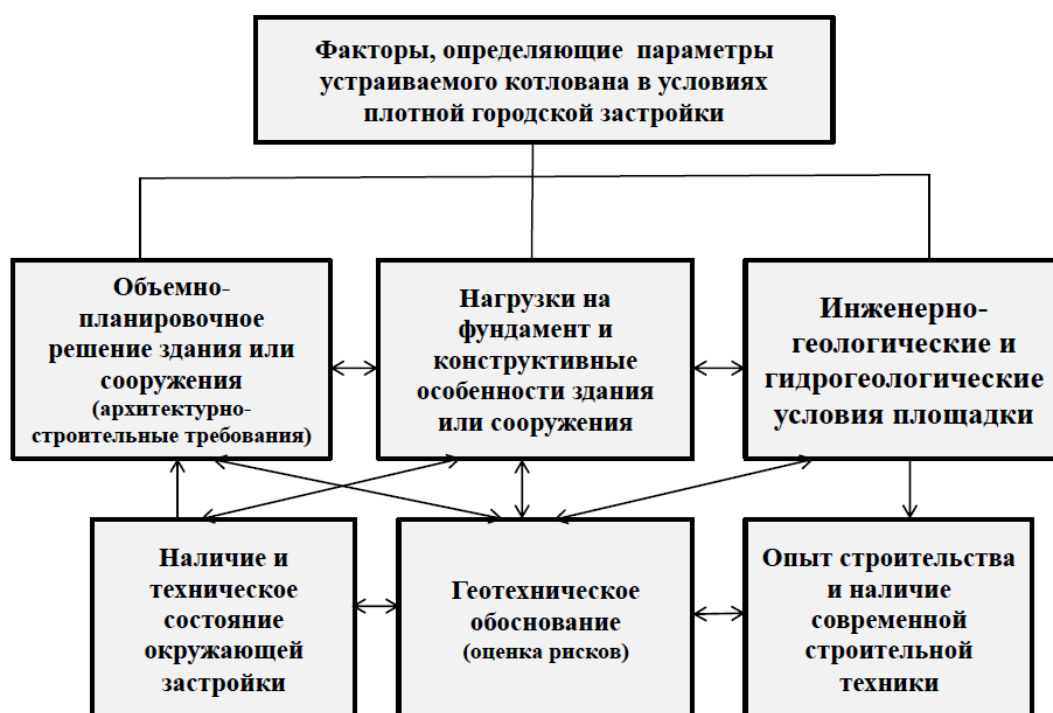 Факторы, определяющие параметры
устраиваемого котлована в условиях
плотной городской застройки
Объемно-
планировочное
решение здания или
сооружения
(архитектурно-
строительные требования)
Нагрузки на
фундамент и
конструктивные
особенности здания
или сооружения
Инженерно-
геологические и
гидрогеологические
условия площадки
Наличие и
техническое
состояние
окружающей
застройки
Геотехническое
обоснование
(оценка рисков)
Опыт строительства
и наличие
современной
строительной
техники